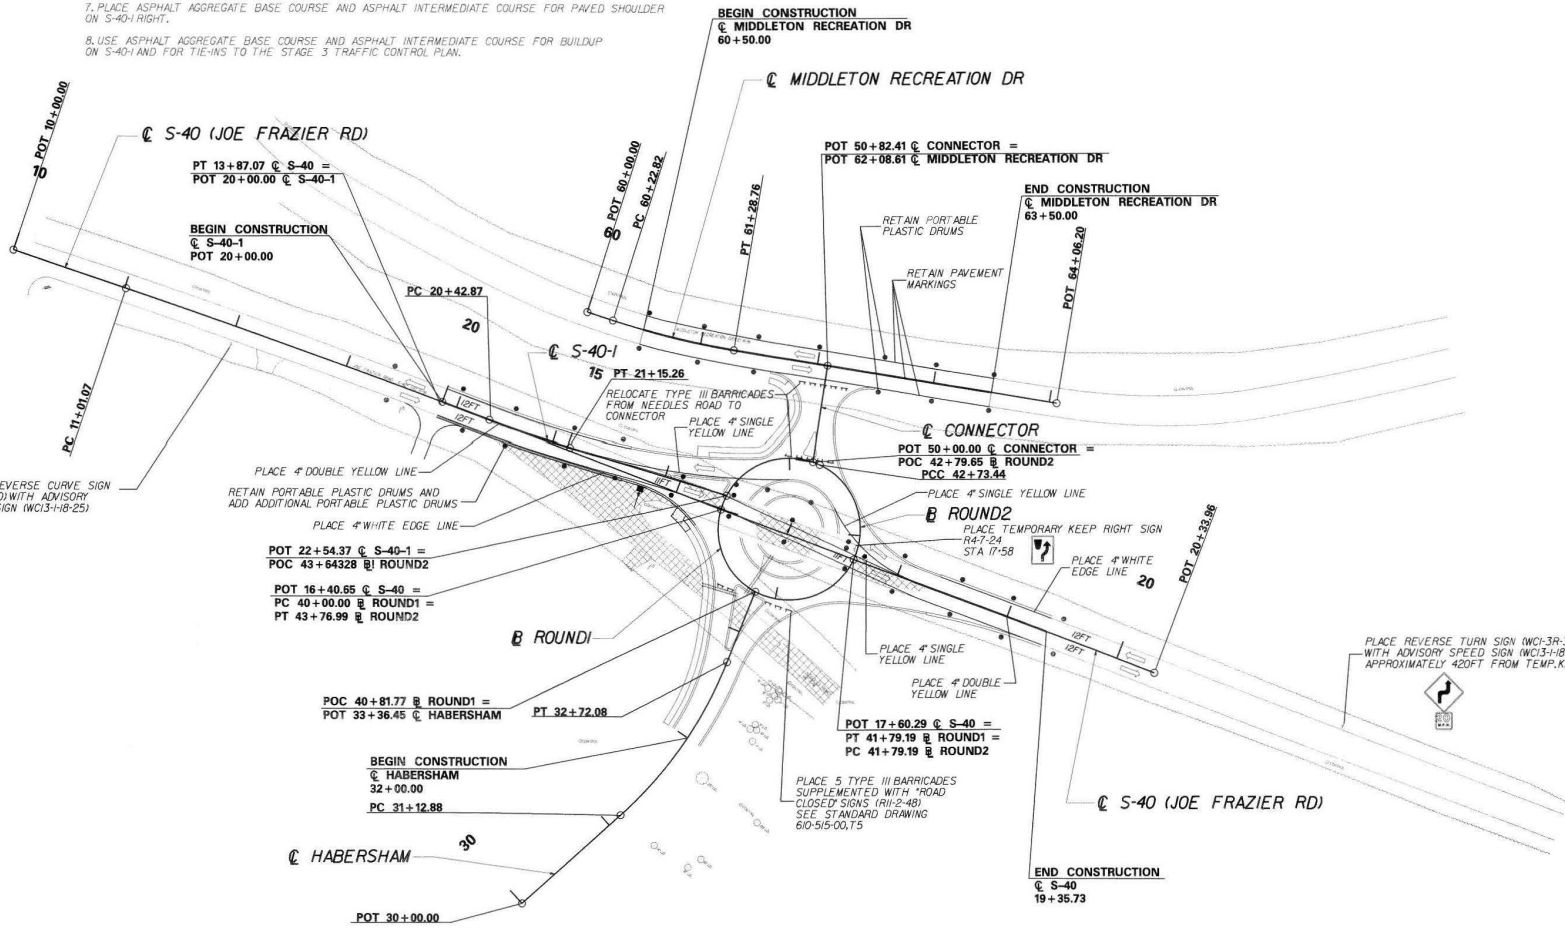 7. PLACE ASPHALT AGGREGATE BASE COURSE AND ASPHALT INTERMEDIATE COURSE FOR PAVED SHOULDER
ON S-40-1 RIGHT.
8. USE ASPHALT AGGREGATE BASE COURSE AND ASPHALT INTERMEDIATE COURSE FOR BUILDUP
ON S-40-1 AND FOR TIE-INS TO THE STAGE 3 TRAFFIC CONTROL PLAN.
BEGIN CONSTRUCTION
℄ MIDDLETON RECREATION DR
60+50.00
℄ MIDDLETON RECREATION DR
POT 10+00.00
10
℄ S-40 (JOE FRAZIER RD)
PT 13+87.07 ℄ S-40 =
POT 20+00.00 ℄ S-40-1
BEGIN CONSTRUCTION
℄ S-40-1
POT 20+00.00
POT 60+00.00
60
PC 60+22.82
PT 61+28.76
POT 50+82.41 ℄ CONNECTOR =
POT 62+08.61 ℄ MIDDLETON RECREATION DR
END CONSTRUCTION
℄ MIDDLETON RECREATION DR
63+50.00
RETAIN PORTABLE
PLASTIC DRUMS
RETAIN PAVEMENT
MARKINGS
POT 64+06.20
PC 20+42.87
20
℄ S-40-1
15
PT 21+15.26
RELOCATE TYPE III BARRICADES
FROM NEEDLES ROAD TO
CONNECTOR
PLACE 4" SINGLE
YELLOW LINE
PC 11+01.07
12FT
12FT
℄ CONNECTOR
POT 50+00.00 ℄ CONNECTOR =
POC 42+79.65 B ROUND2
PCC 42+73.44
PLACE 4" SINGLE YELLOW LINE
B ROUND2
PLACE TEMPORARY KEEP RIGHT SIGN
R4-7-24
STA 17+58
PLACE 4" WHITE
EDGE LINE
20
POT 20+33.96
EVERSE CURVE SIGN
WITH ADVISORY
SIGN (WC13-1-18-25)
PLACE 4" DOUBLE YELLOW LINE
RETAIN PORTABLE PLASTIC DRUMS AND
ADD ADDITIONAL PORTABLE PLASTIC DRUMS
PLACE 4" WHITE EDGE LINE
11FT
11FT
POT 22+54.37 ℄ S-40-1 =
POC 43+64328 B! ROUND2
POT 16+40.65 ℄ S-40 =
PC 40+00.00 B ROUND1 =
PT 43+76.99 B ROUND2
B ROUND1
12FT
12FT
PLACE 4" SINGLE
YELLOW LINE
PLACE 4" DOUBLE
YELLOW LINE
PLACE REVERSE TURN SIGN (WC1-3R-
WITH ADVISORY SPEED SIGN (WC13-1-18
APPROXIMATELY 420FT FROM TEMP.K
20
M.P.H.
POC 40+81.77 B ROUND1 =
POT 33+36.45 ℄ HABERSHAM
PT 32+72.08
POT 17+60.29 ℄ S-40 =
PT 41+79.19 B ROUND1 =
PC 41+79.19 B ROUND2
BEGIN CONSTRUCTION
℄ HABERSHAM
32+00.00
PC 31+12.88
PLACE 5 TYPE III BARRICADES
SUPPLEMENTED WITH "ROAD
CLOSED" SIGNS (R11-2-48)
SEE STANDARD DRAWING
610-515-00,T5
℄ S-40 (JOE FRAZIER RD)
℄ HABERSHAM
30
END CONSTRUCTION
℄ S-40
19+35.73
POT 30+00.00